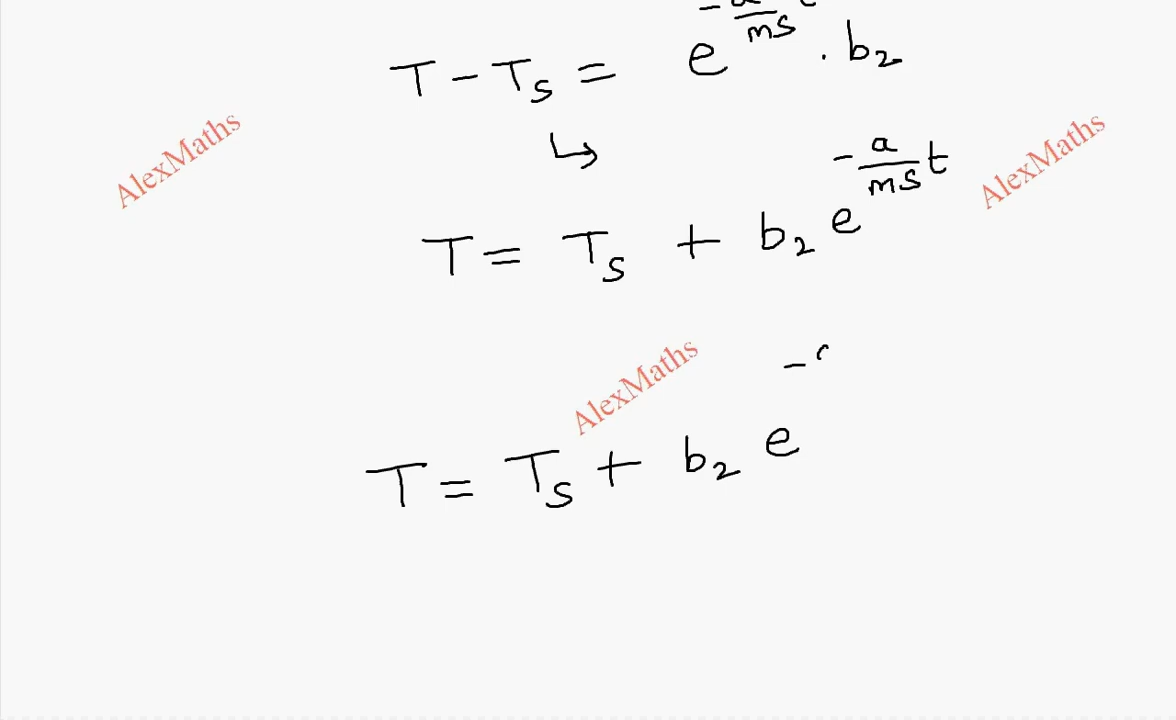 T - Ts = e^(-a/ms t) . b₂
↳
T = Ts + b₂ e^(-a/ms t)
T = Ts + b₂ e^-
AlexMaths
AlexMaths
AlexMaths